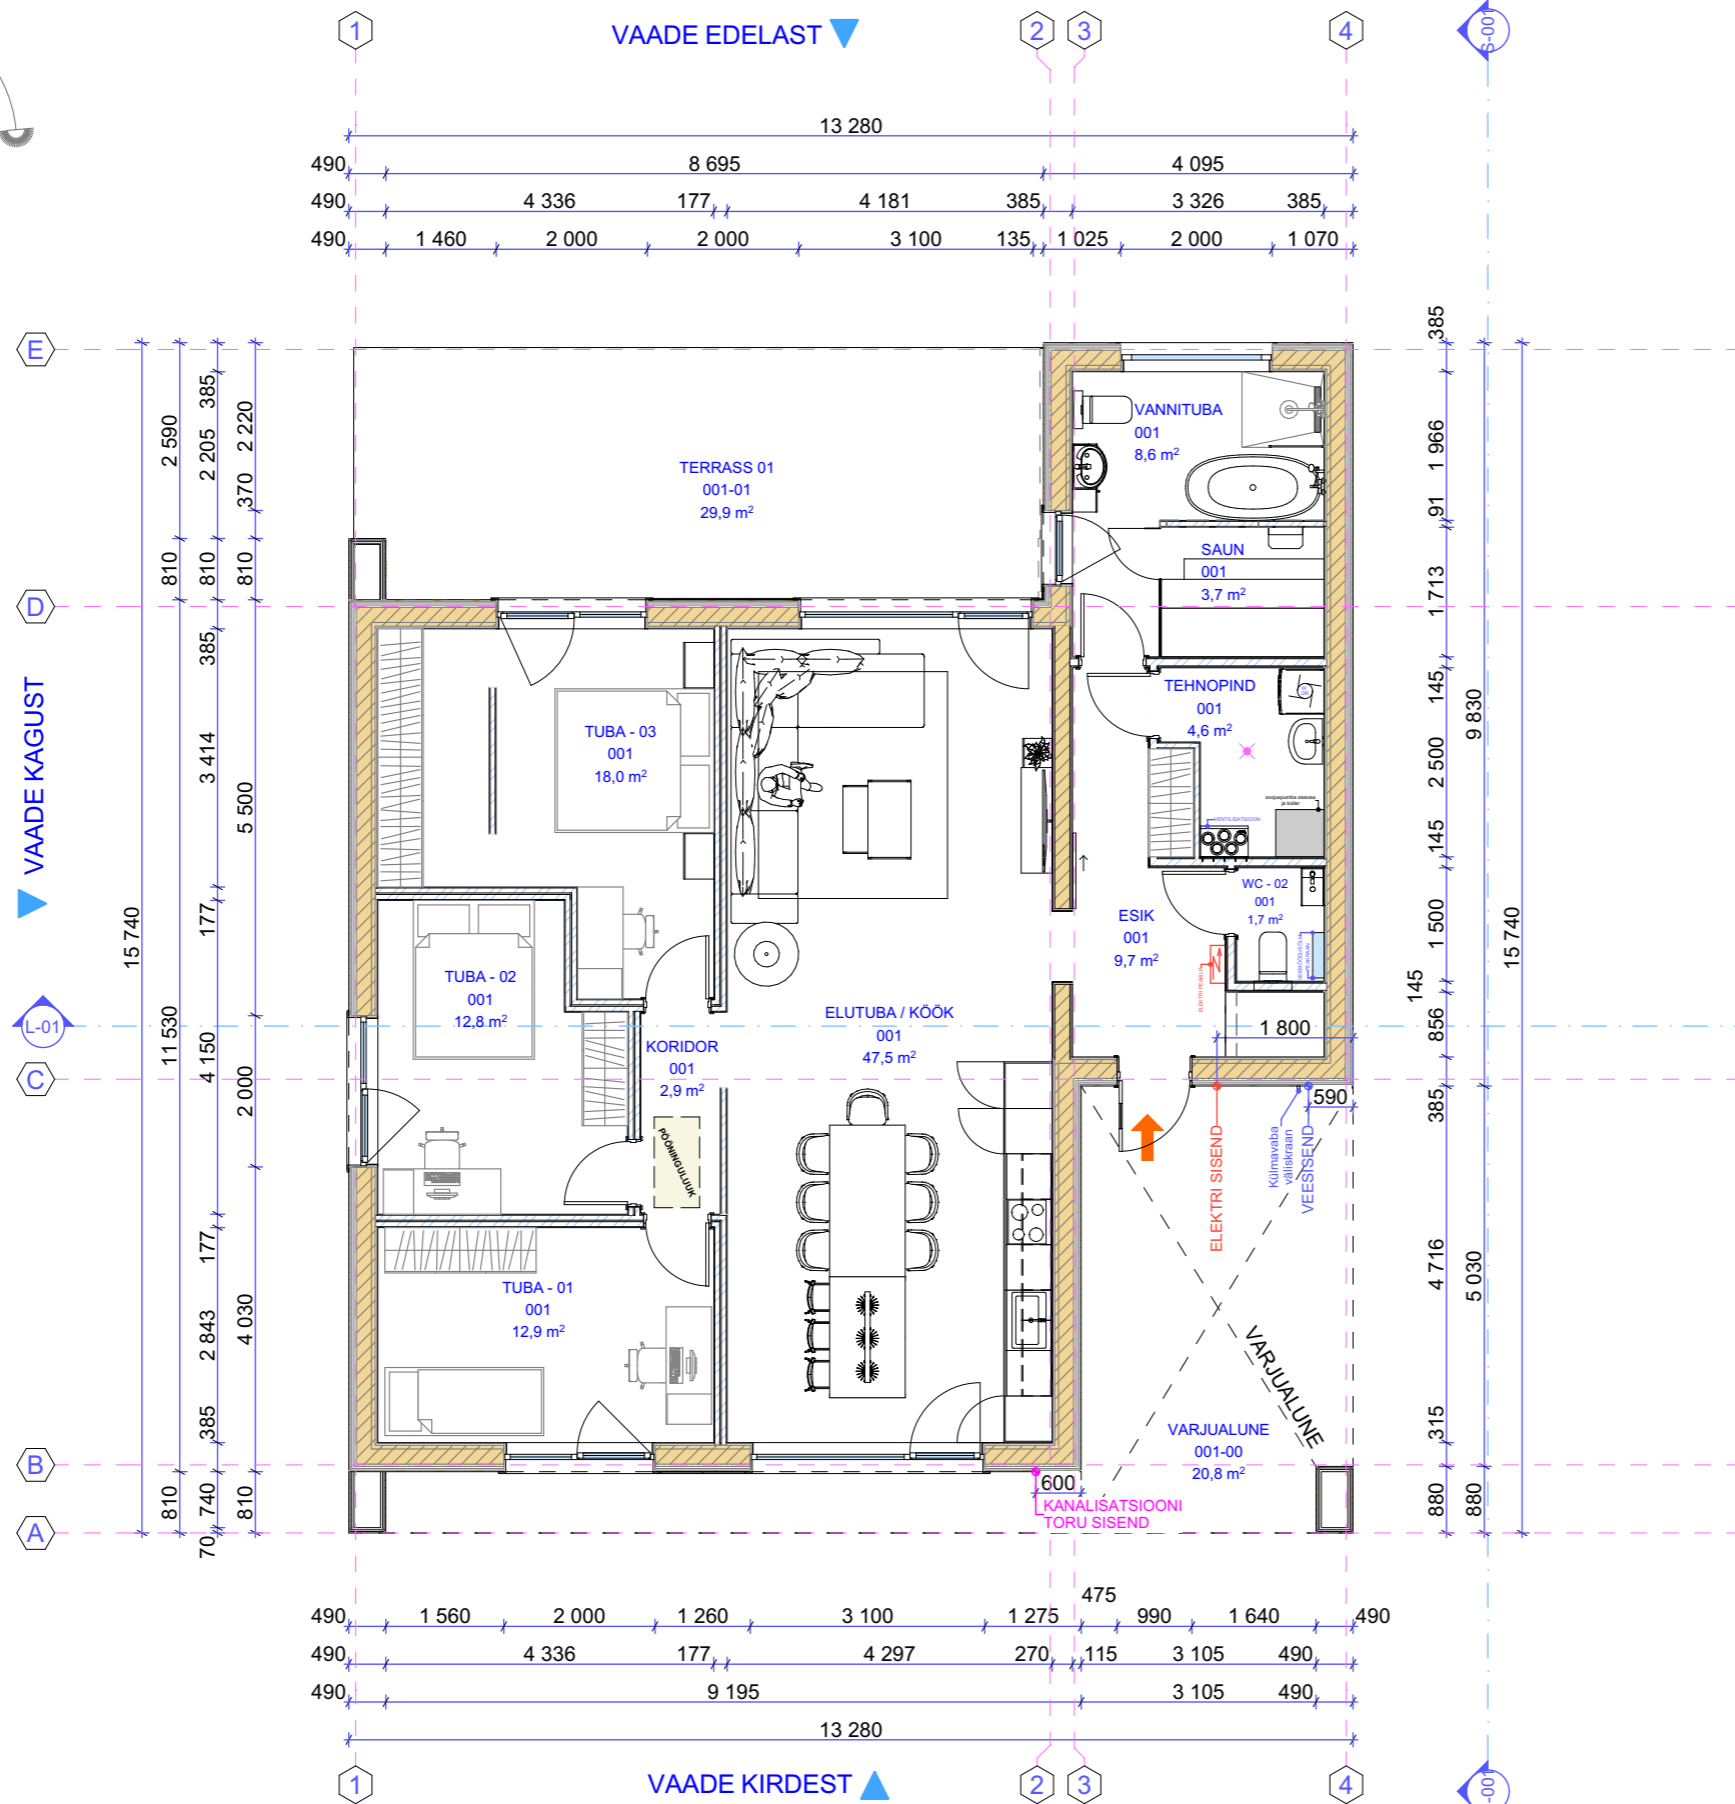 1
VAADE EDELAST
2
3
4
S-001
13 280
490
8 695
4 095
490
4 336
177
4 181
385
3 326
385
490
1 460
2 000
2 000
3 100
135
1 025
2 000
1 070
E
D
C
B
A
VAADE KAGUST
L-01
15 740
2 590
810
11 530
810
385
2 205
810
385
3 414
177
4 150
177
2 843
385
740
70
2 220
370
810
5 500
2 000
4 030
810
385
1 966
91
1 713
145
2 500
145
1 500
145
856
385
4 716
315
880
9 830
5 030
880
15 740
TERRASS 01
001-01
29,9 m²
VANNITUBA
001
8,6 m²
SAUN
001
3,7 m²
TEHNOPIND
001
4,6 m²
soojuspumba siseosa
ja boiler
VENTILATSIOON
WC - 02
001
1,7 m²
ESIK
001
9,7 m²
TUBA - 03
001
18,0 m²
TUBA - 02
001
12,8 m²
ELUTUBA / KÖÖK
001
47,5 m²
KORIDOR
001
2,9 m²
PÖÖNINGULUUK
TUBA - 01
001
12,9 m²
1 800
590
ELEKTRI SISEND
Külmavaba
väliskraan
VEESISEND
VARJUALUNE
VARJUALUNE
001-00
20,8 m²
600
KANALISATSIOONI
TORU SISEND
475
490
1 560
2 000
1 260
3 100
1 275
990
1 640
490
490
4 336
177
4 297
270
115
3 105
490
490
9 195
3 105
490
13 280
1
VAADE KIRDEST
2
3
4
-001